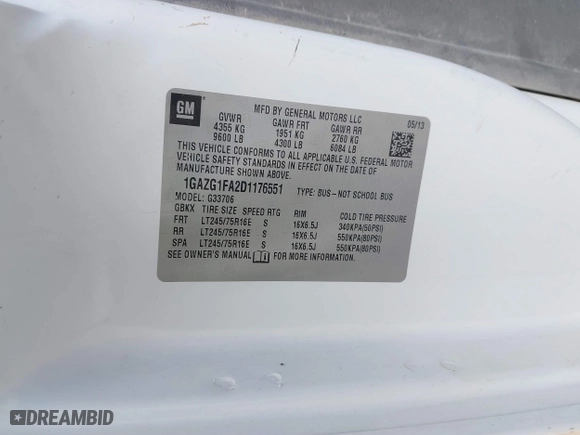 GM
MFD BY GENERAL MOTORS LLC
05/13
GVWR GAWR FRT GAWR RR
4355 KG 1951 KG 2760 KG
9600 LB 4300 LB 6084 LB
THIS VEHICLE CONFORMS TO ALL APPLICABLE U.S. FEDERAL MOTOR
VEHICLE SAFETY STANDARDS IN EFFECT ON THE DATE OF
MANUFACTURE SHOWN ABOVE.
1GAZG1FA2D1176551 TYPE: BUS–NOT SCHOOL BUS
MODEL: G33706
GBKX TIRE SIZE SPEED RTG RIM COLD TIRE PRESSURE
FRT LT245/75R16E S 16X6.5J 340KPA(50PSI)
RR LT245/75R16E S 16X6.5J 550KPA(80PSI)
SPA LT245/75R16E S 16X6.5J 550KPA(80PSI)
SEE OWNER'S MANUAL FOR MORE INFORMATION.
DREAMBID